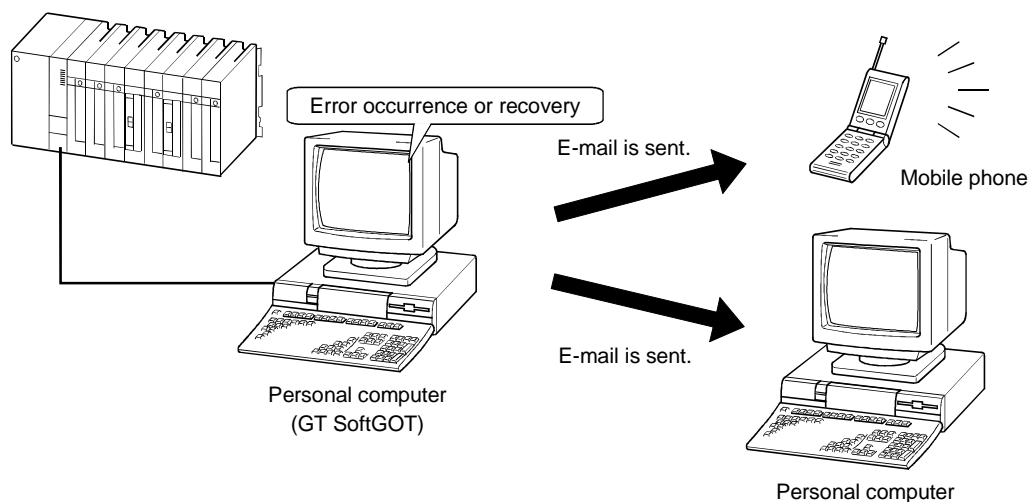 Error occurrence or recovery
E-mail is sent.
Mobile phone
E-mail is sent.
Personal computer
(GT SoftGOT)
Personal computer